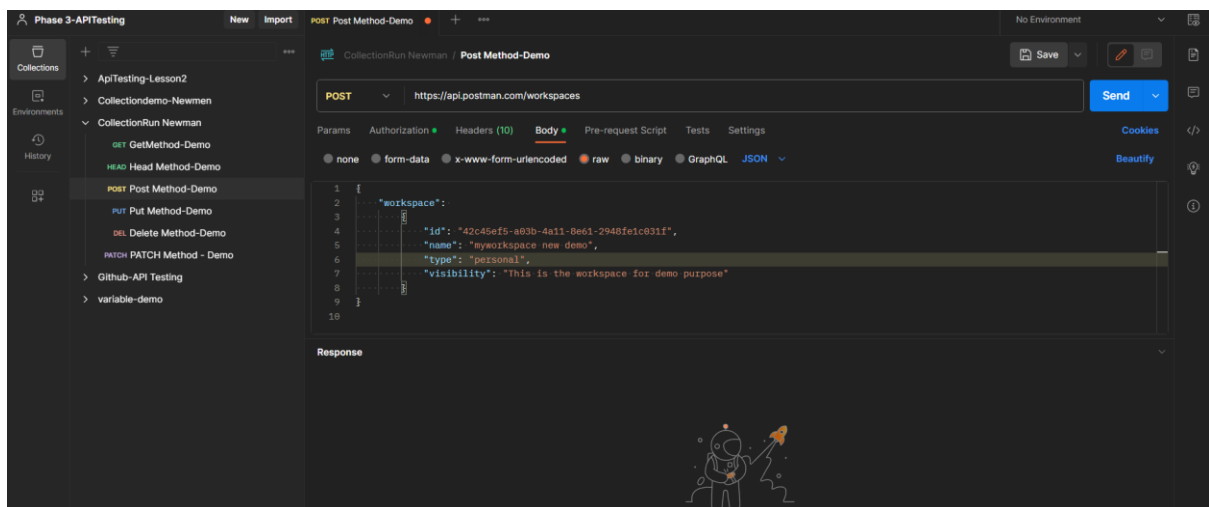 Phase 3-APITesting New Import POST Post Method-Demo No Environment
Collections
Environments
History
ApiTesting-Lesson2
Collectiondemo-Newmen
CollectionRun Newman
GET GetMethod-Demo
HEAD Head Method-Demo
POST Post Method-Demo
PUT Put Method-Demo
DEL Delete Method-Demo
PATCH PATCH Method - Demo
Github-API Testing
variable-demo
HTTP CollectionRun Newman / Post Method-Demo Save
POST https://api.postman.com/workspaces Send
Params Authorization Headers (10) Body Pre-request Script Tests Settings Cookies
none form-data x-www-form-urlencoded raw binary GraphQL JSON Beautify
1 {
2 "workspace":
3 {
4 "id": "42c45ef5-a03b-4a11-8e61-2948fe1c031f",
5 "name": "myworkspace new demo",
6 "type": "personal",
7 "visibility": "This is the workspace for demo purpose"
8 }
9 }
10
Response